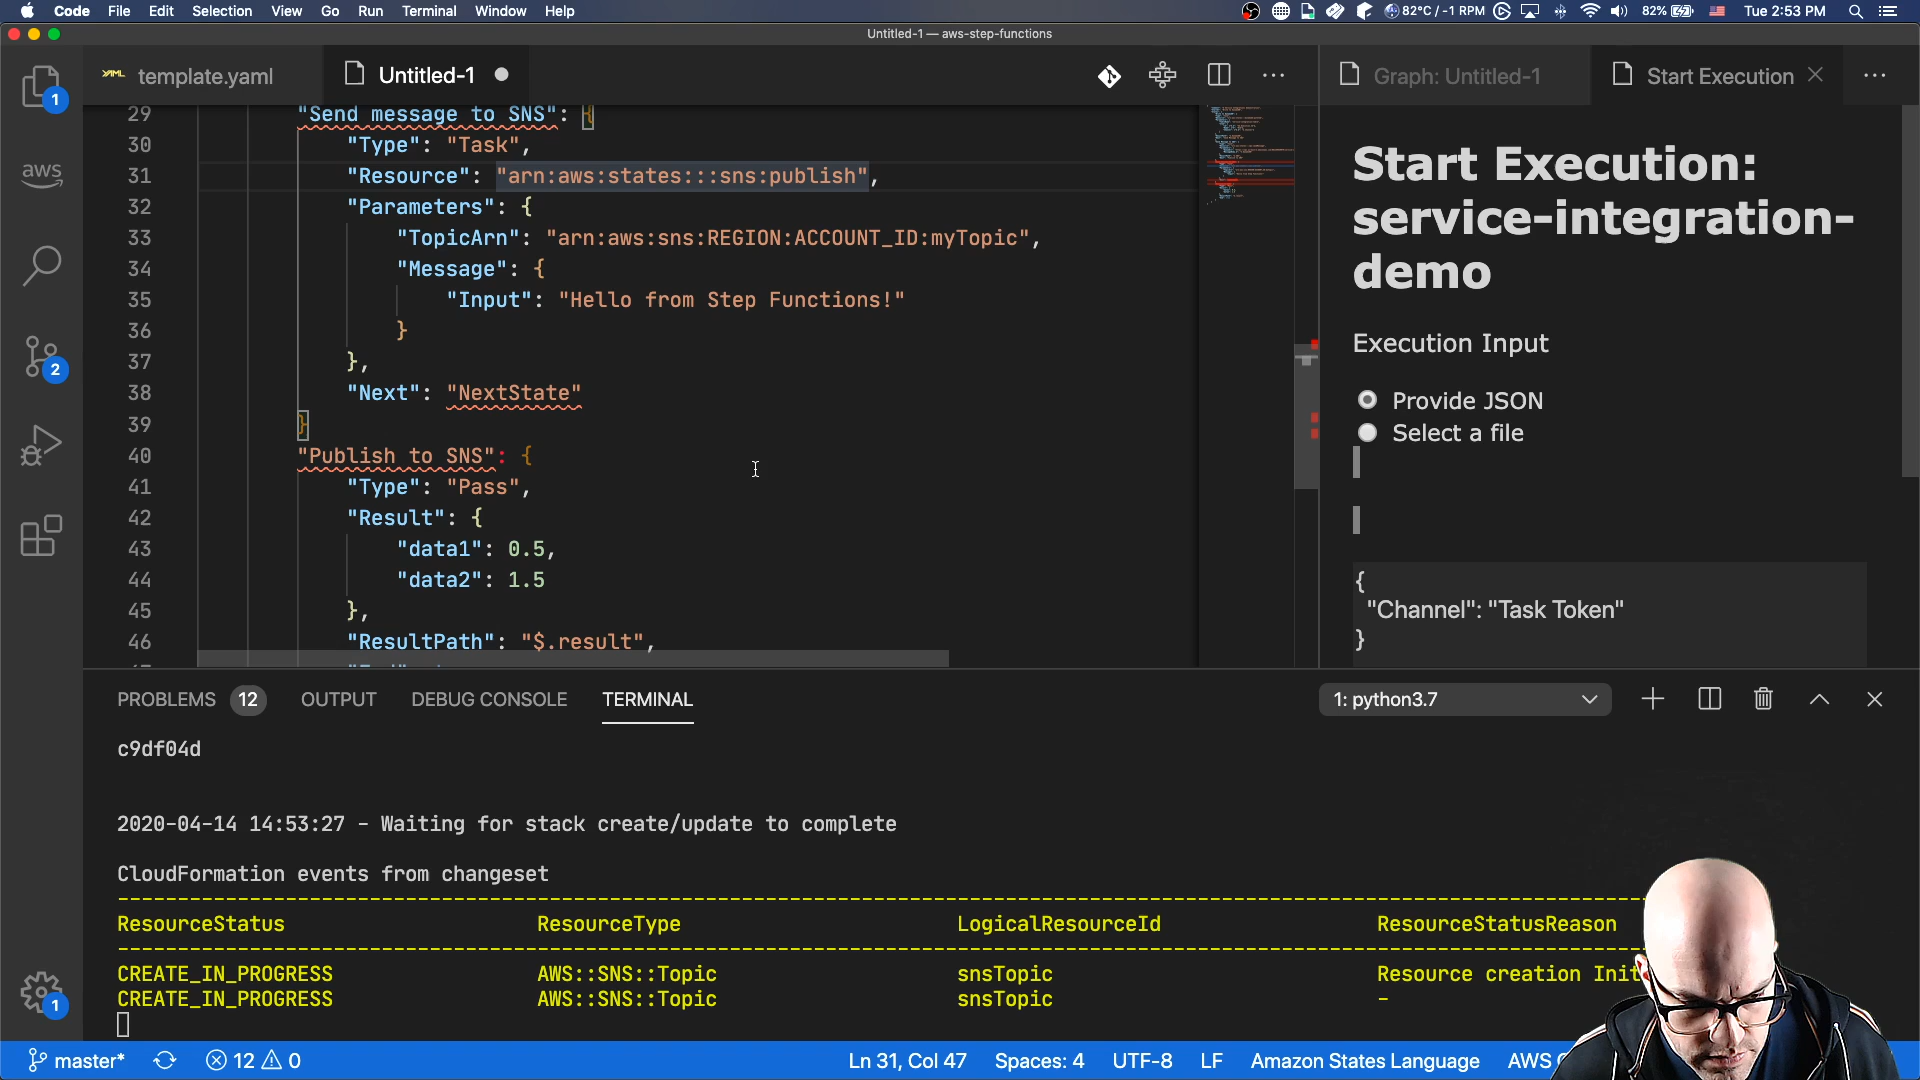 Code File Edit Selection View Go Run Terminal Window Help
82°C / -1 RPM 82% Tue 2:53 PM
Untitled-1 — aws-step-functions
YAML template.yaml
Untitled-1
Graph: Untitled-1
Start Execution
29 "Send message to SNS": {
30 "Type": "Task",
31 "Resource": "arn:aws:states:::sns:publish",
32 "Parameters": {
33 "TopicArn": "arn:aws:sns:REGION:ACCOUNT_ID:myTopic",
34 "Message": {
35 "Input": "Hello from Step Functions!"
36 }
37 },
38 "Next": "NextState"
39 }
40 "Publish to SNS": {
41 "Type": "Pass",
42 "Result": {
43 "data1": 0.5,
44 "data2": 1.5
45 },
46 "ResultPath": "$.result",
1
aws
2
1
Start Execution:
service-integration-
demo
Execution Input
Provide JSON
Select a file
{
"Channel": "Task Token"
}
PROBLEMS 12 OUTPUT DEBUG CONSOLE TERMINAL
1: python3.7
c9df04d
2020-04-14 14:53:27 - Waiting for stack create/update to complete
CloudFormation events from changeset
ResourceStatus ResourceType LogicalResourceId ResourceStatusReason
CREATE_IN_PROGRESS AWS::SNS::Topic snsTopic Resource creation Init
CREATE_IN_PROGRESS AWS::SNS::Topic snsTopic -
master* 12 0 Ln 31, Col 47 Spaces: 4 UTF-8 LF Amazon States Language AWS